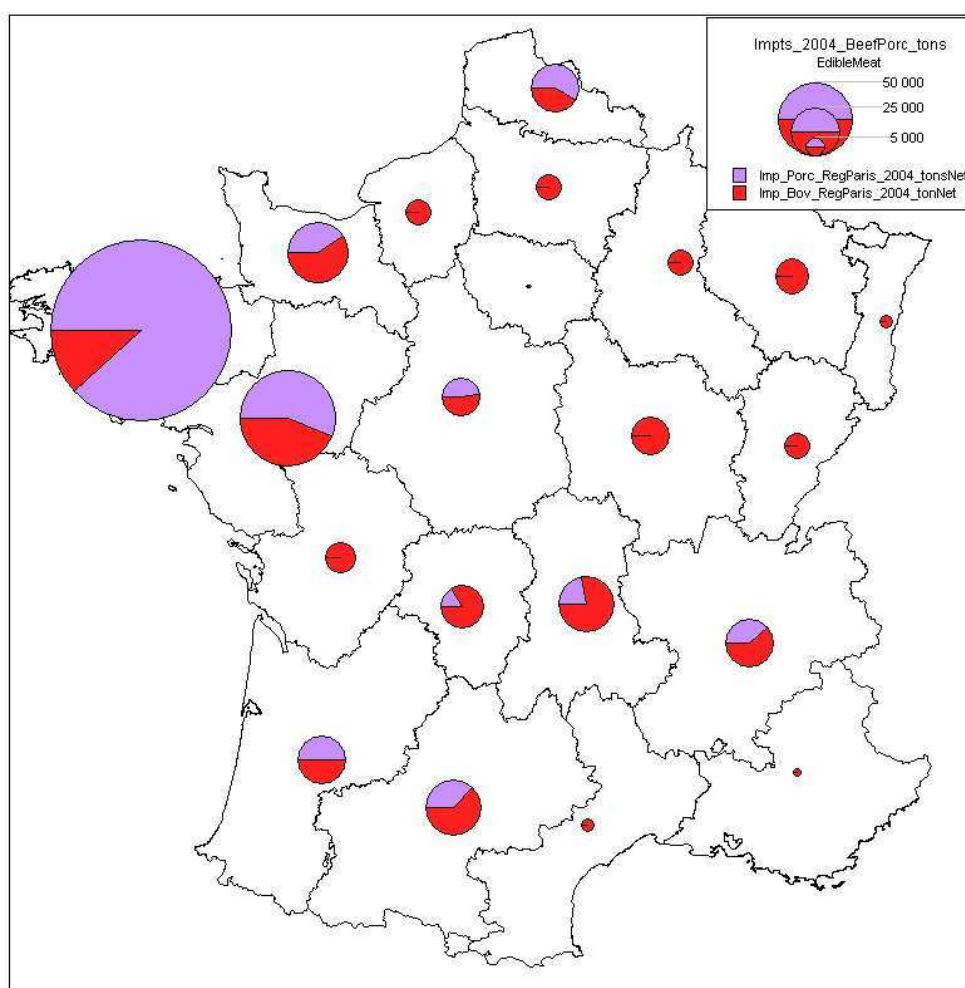 Impts_2004_BeefPorc_tons
EdibleMeat
50 000
25 000
5 000
Imp_Porc_RegParis_2004_tonsNet
Imp_Bov_RegParis_2004_tonNet